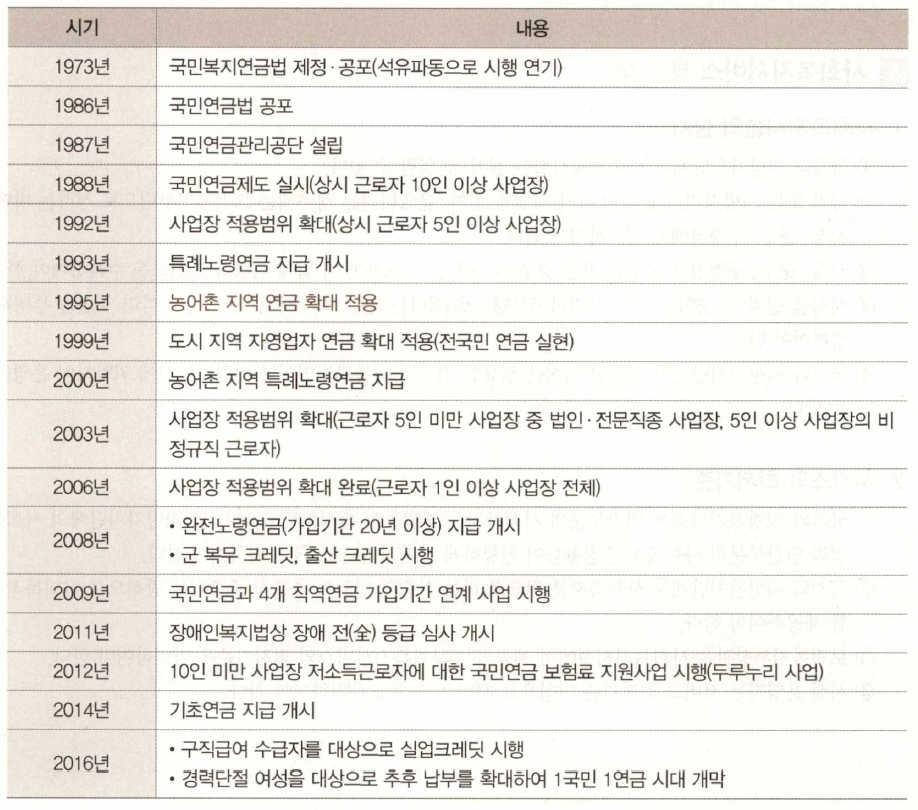 시기 내용
1973년 국민복지연금법 제정·공포(석유파동으로 시행 연기)
1986년 국민연금법 공포
1987년 국민연금관리공단 설립
1988년 국민연금제도 실시(상시 근로자 10인 이상 사업장)
1992년 사업장 적용범위 확대(상시 근로자 5인 이상 사업장)
1993년 특례노령연금 지급 개시
1995년 농어촌 지역 연금 확대 적용
1999년 도시 지역 자영업자 연금 확대 적용(전국민 연금 실현)
2000년 농어촌 지역 특례노령연금 지급
2003년 사업장 적용범위 확대(근로자 5인 미만 사업장 중 법인·전문직종 사업장, 5인 이상 사업장의 비
정규직 근로자)
2006년 사업장 적용범위 확대 완료(근로자 1인 이상 사업장 전체)
2008년 • 완전노령연금(가입기간 20년 이상) 지급 개시
• 군 복무 크레딧, 출산 크레딧 시행
2009년 국민연금과 4개 직역연금 가입기간 연계 사업 시행
2011년 장애인복지법상 장애 전(全) 등급 심사 개시
2012년 10인 미만 사업장 저소득근로자에 대한 국민연금 보험료 지원사업 시행(두루누리 사업)
2014년 기초연금 지급 개시
2016년 • 구직급여 수급자를 대상으로 실업크레딧 시행
• 경력단절 여성을 대상으로 추후 납부를 확대하여 1국민 1연금 시대 개막